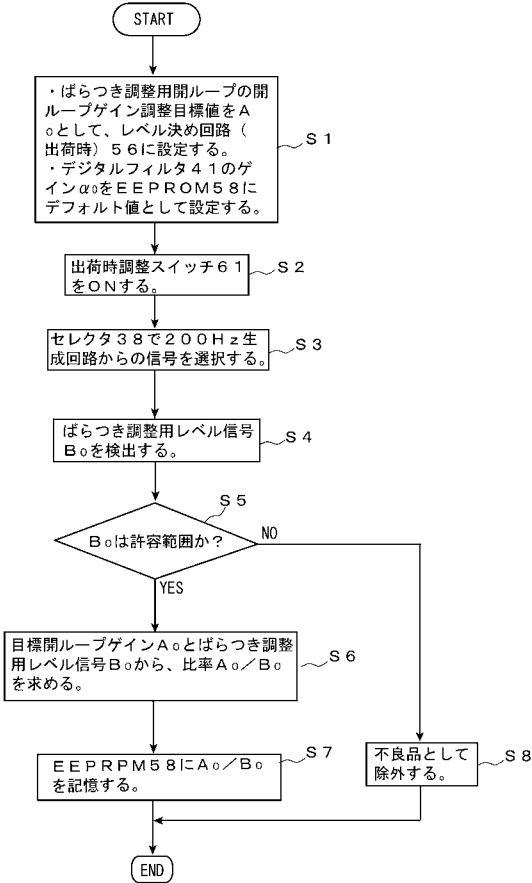 START
・ばらつき調整用開ループの開
ループゲイン調整目標値をA
₀として、レベル決め回路（
出荷時）５６に設定する。
・デジタルフィルタ４１のゲ
インα₀をＥＥＰＲＯＭ５８に
デフォルト値として設定する。
Ｓ１
出荷時調整スイッチ６１
をＯＮする。
Ｓ２
セレクタ３８で２００Ｈｚ生
成回路からの信号を選択する。
Ｓ３
ばらつき調整用レベル信号
Ｂ₀を検出する。
Ｓ４
Ｂ₀は許容範囲か？
Ｓ５
NO
YES
目標開ループゲインＡ₀とばらつき調整
用レベル信号Ｂ₀から、比率Ａ₀／Ｂ₀
を求める。
Ｓ６
ＥＥＰＲＰＭ５８にＡ₀／Ｂ₀
を記憶する。
Ｓ７
不良品として
除外する。
Ｓ８
END